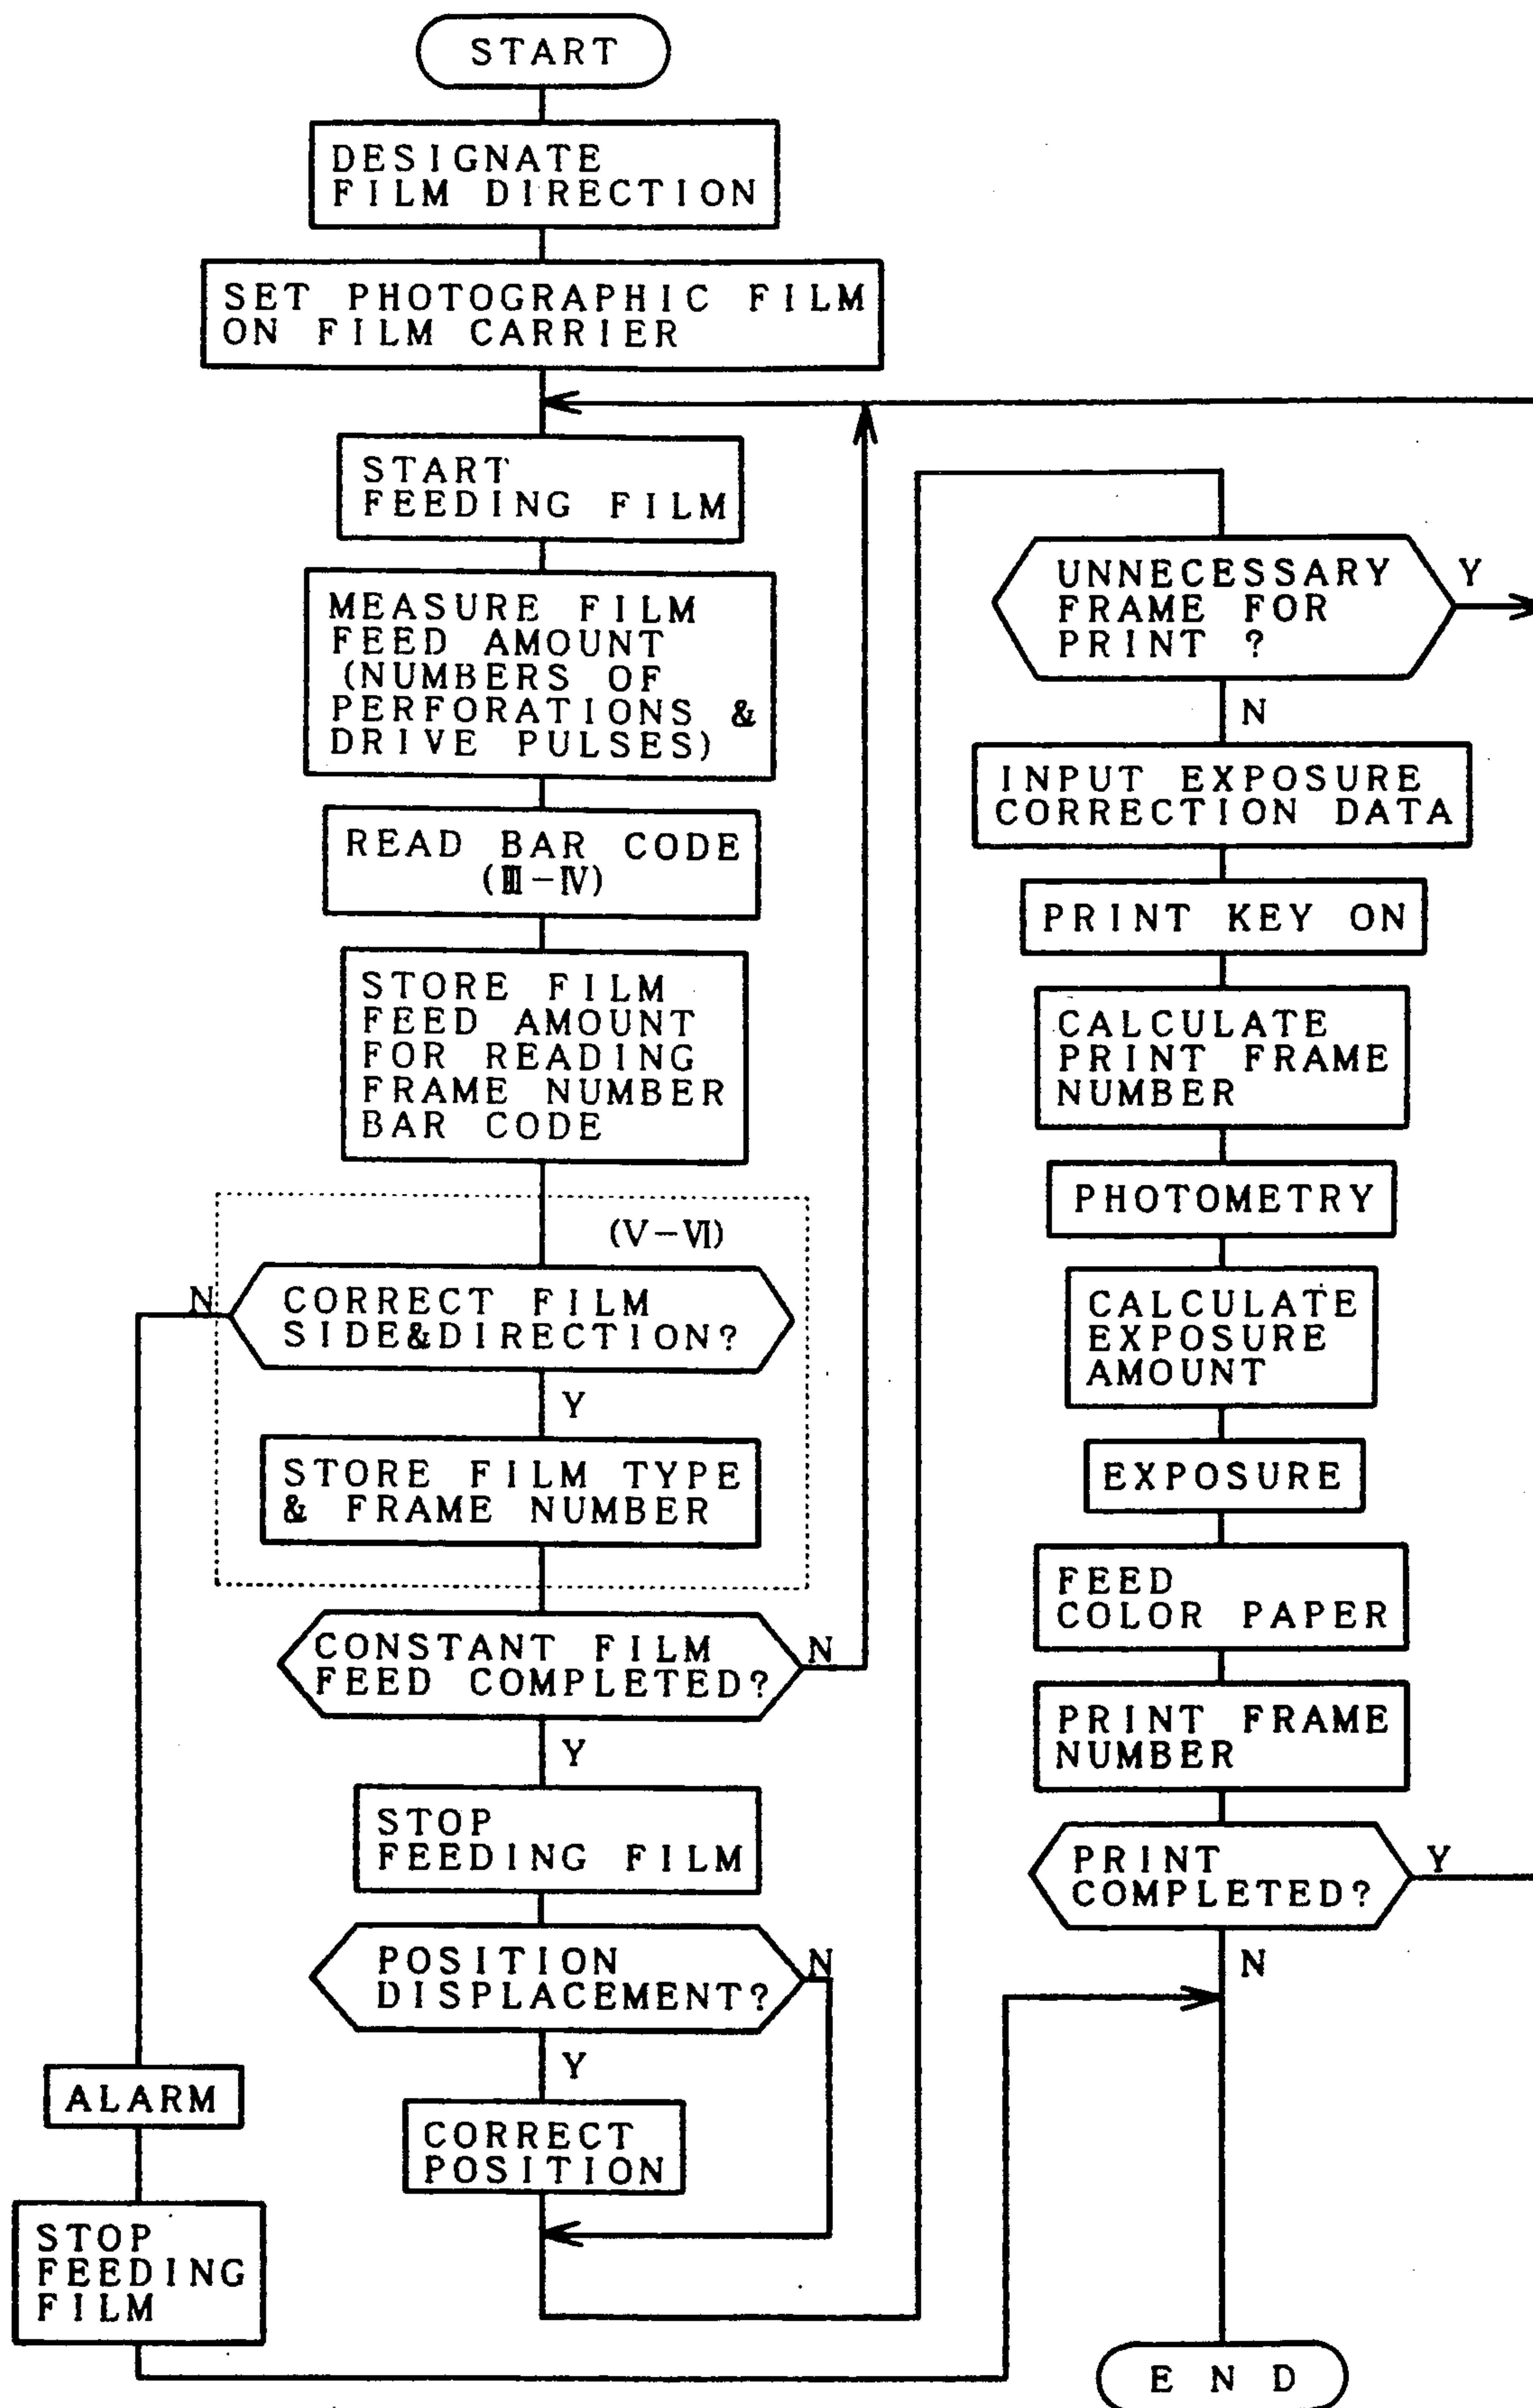 START
DESIGNATE
FILM DIRECTION
SET PHOTOGRAPHIC FILM
ON FILM CARRIER
START
FEEDING FILM
MEASURE FILM
FEED AMOUNT
(NUMBERS OF
PERFORATIONS &
DRIVE PULSES)
READ BAR CODE
(Ⅲ-Ⅳ)
STORE FILM
FEED AMOUNT
FOR READING
FRAME NUMBER
BAR CODE
(Ⅴ-Ⅵ)
N
CORRECT FILM
SIDE&DIRECTION?
Y
STORE FILM TYPE
& FRAME NUMBER
CONSTANT FILM
FEED COMPLETED?
N
Y
STOP
FEEDING FILM
POSITION
DISPLACEMENT?
N
Y
CORRECT
POSITION
ALARM
STOP
FEEDING
FILM
UNNECESSARY
FRAME FOR
PRINT ?
Y
N
INPUT EXPOSURE
CORRECTION DATA
PRINT KEY ON
CALCULATE
PRINT FRAME
NUMBER
PHOTOMETRY
CALCULATE
EXPOSURE
AMOUNT
EXPOSURE
FEED
COLOR PAPER
PRINT FRAME
NUMBER
PRINT
COMPLETED?
Y
N
END